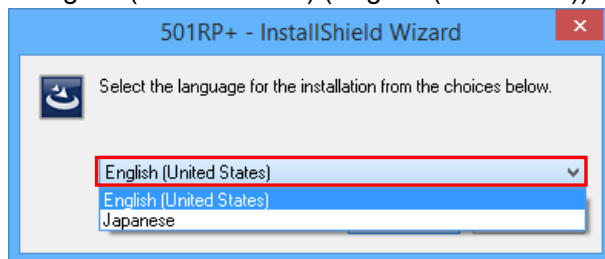 501RP+ - InstallShield Wizard
Select the language for the installation from the choices below.
English (United States)
English (United States)
Japanese